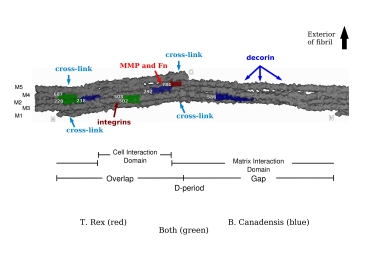 Exterior
of fibril
cross-link
decorin
MMP and Fn
cross-link
M5
M4
M2
M3
M1
integrins
cross-link
cross-link
Cell Interaction
Domain
Matrix Interaction
Domain
Overlap
Gap
D-period
T. Rex (red)
B. Canadensis (blue)
Both (green)